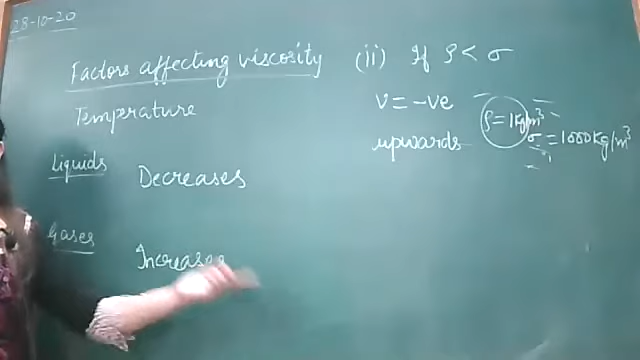 28-10-20
Factors affecting viscosity
Temperature
Liquids Decreases
Gases Increases
(ii) If ρ < σ
v = -ve
upwards
ρ = 1kg/m³
σ = 1000kg/m³